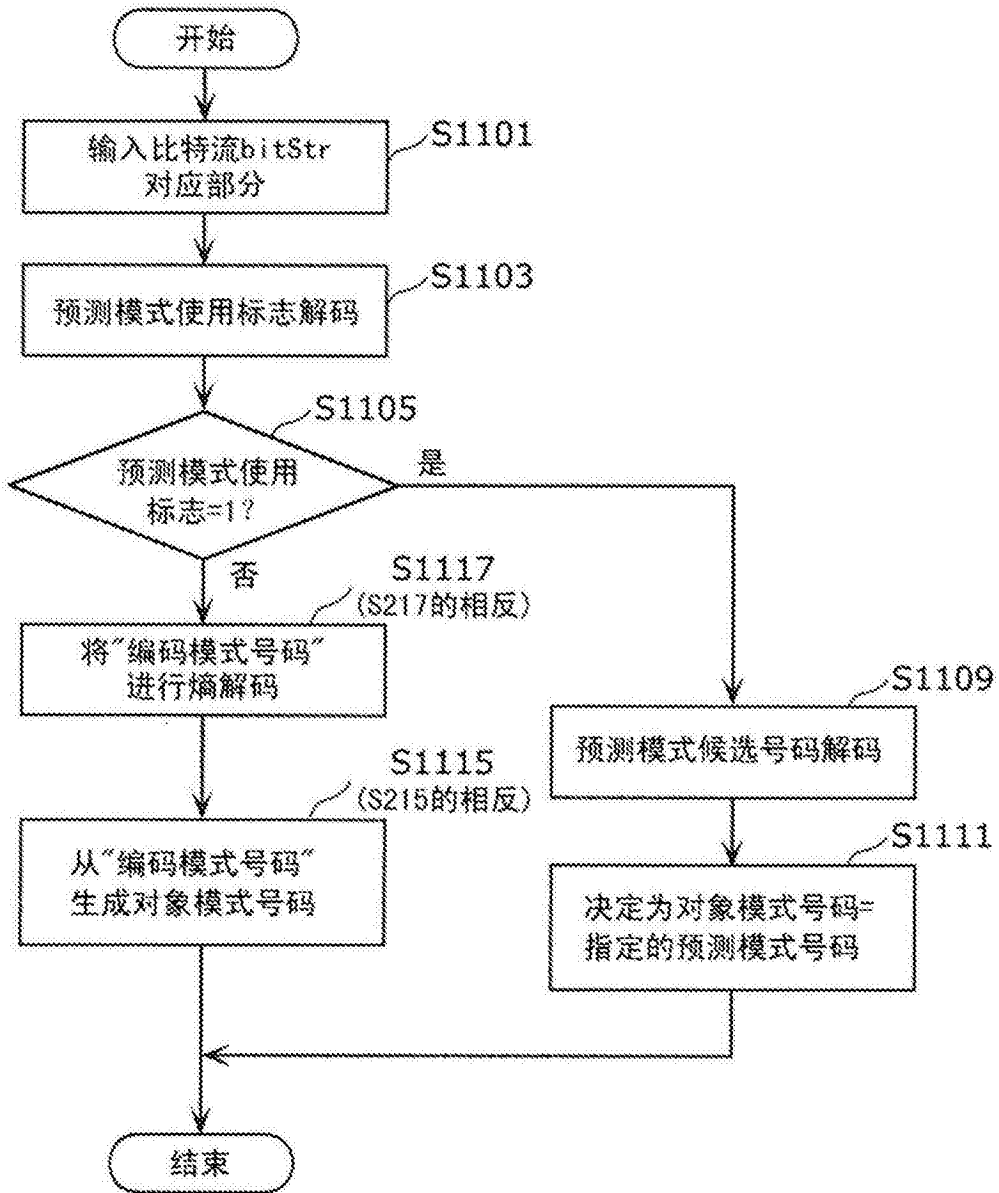 开始
S1101
输入比特流bitStr
对应部分
S1103
预测模式使用标志解码
S1105
预测模式使用
标志=1?
是
否
S1117
(S217的相反)
将"编码模式号码"
进行熵解码
S1109
预测模式候选号码解码
S1115
(S215的相反)
从"编码模式号码"
生成对象模式号码
S1111
决定为对象模式号码=
指定的预测模式号码
结束